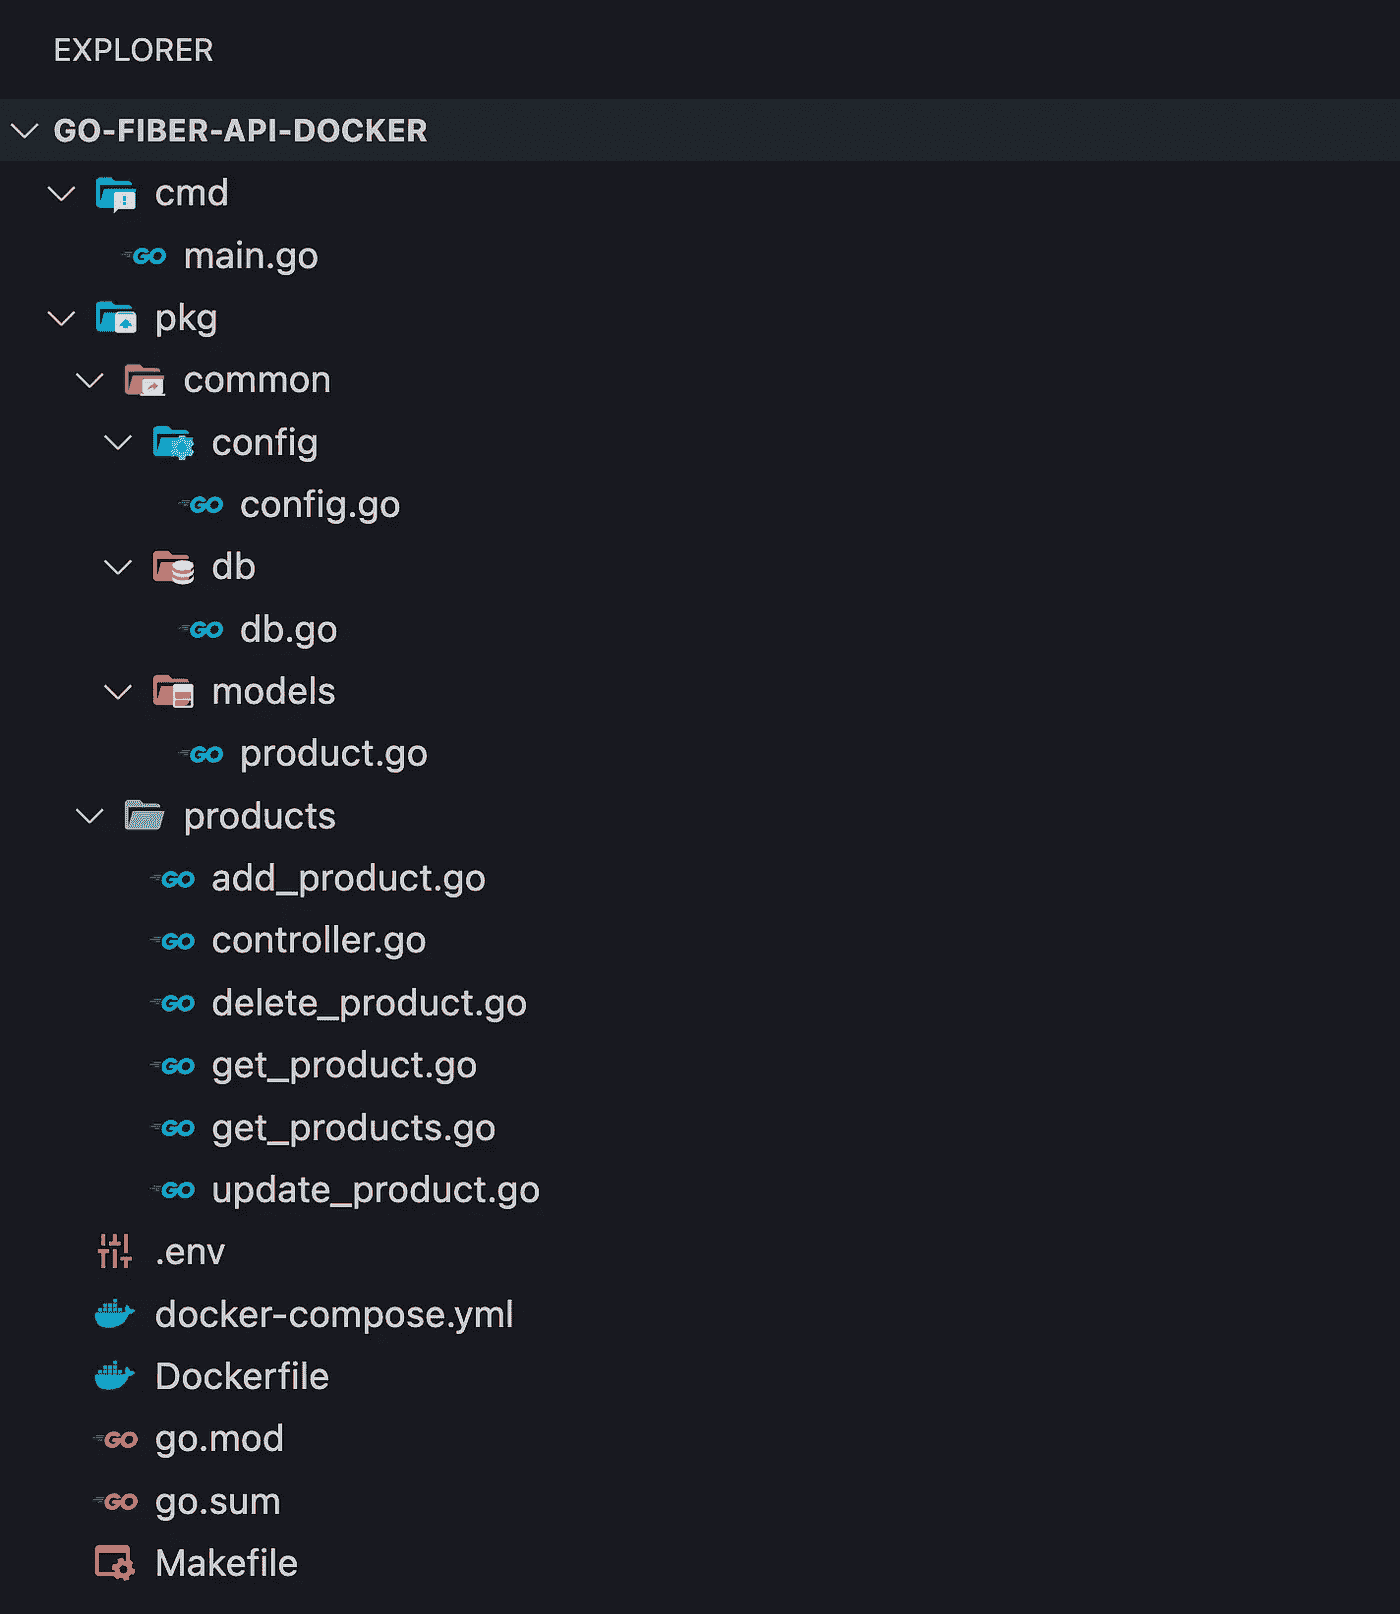 EXPLORER
GO-FIBER-API-DOCKER
cmd
GO main.go
pkg
common
config
GO config.go
db
GO db.go
models
GO product.go
products
GO add_product.go
GO controller.go
GO delete_product.go
GO get_product.go
GO get_products.go
GO update_product.go
.env
docker-compose.yml
Dockerfile
GO go.mod
GO go.sum
Makefile